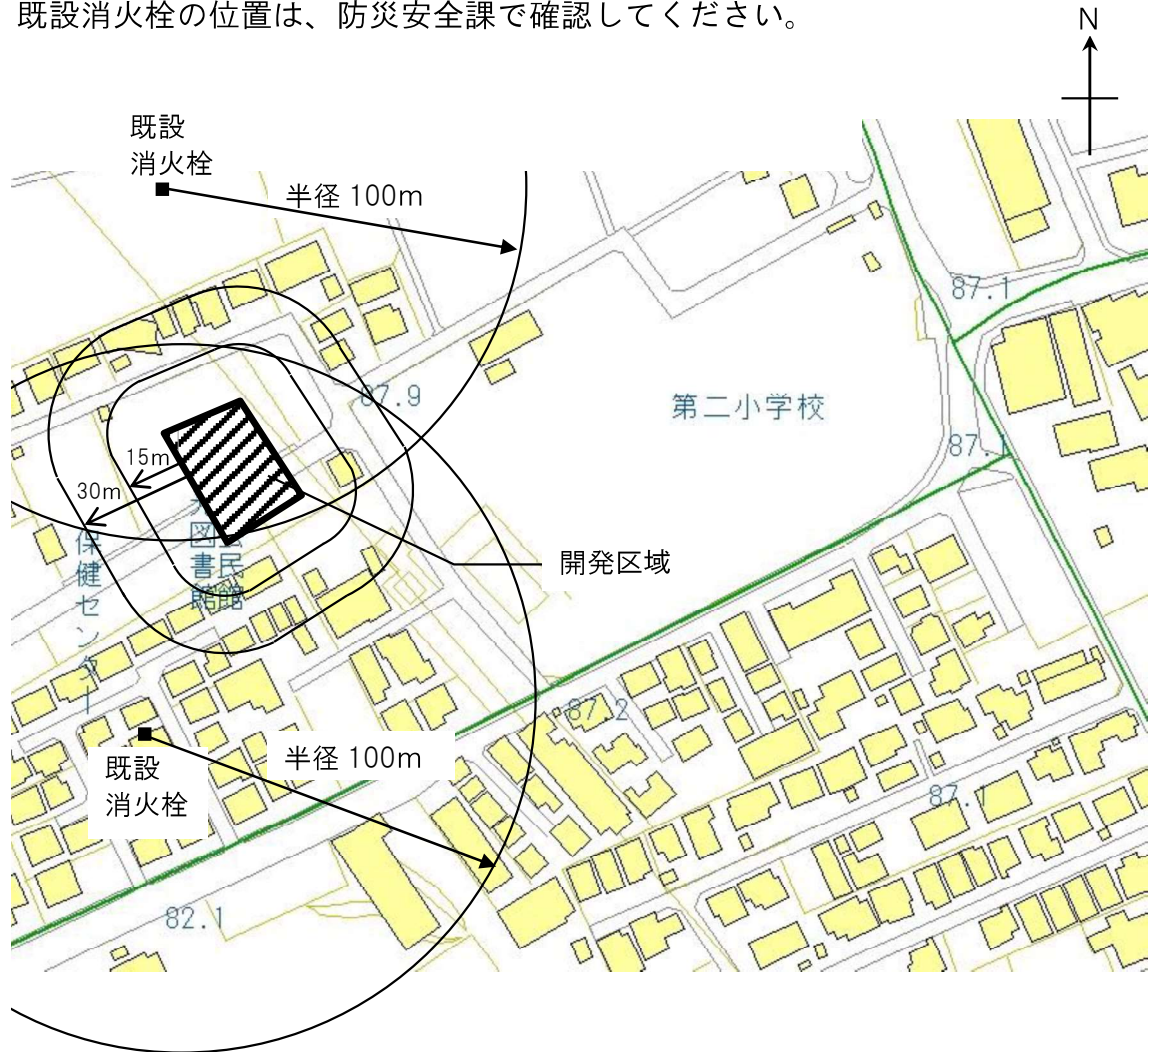 既設消火栓の位置は、防災安全課で確認してください。
N
既設
消火栓
半径 100m
87.1
87.9
第二小学校
87.1
15m
30m
図書館
民館
保健センター
開発区域
87.2
既設
消火栓
半径 100m
87.1
82.1